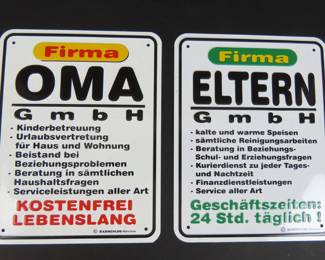 Firma
OMA
GmbH
- Kinderbetreuung
- Urlaubsvertretung
für Haus und Wohnung
- Beistand bei
Beziehungsproblemen
- Beratung in sämtlichen
Haushaltsfragen
- Serviceleistungen aller Art
KOSTENFREI
LEBENSLANG
Firma
ELTERN
GmbH
- kalte und warme Speisen
- sämtliche Reinigungsarbeiten
- Beratung in Beziehungs-
Schul- und Erziehungsfragen
- Kurierdienst zu jeder Tages-
und Nachtzeit
- Finanzdienstleistungen
- Service aller Art
Geschäftszeiten:
24 Std. täglich !